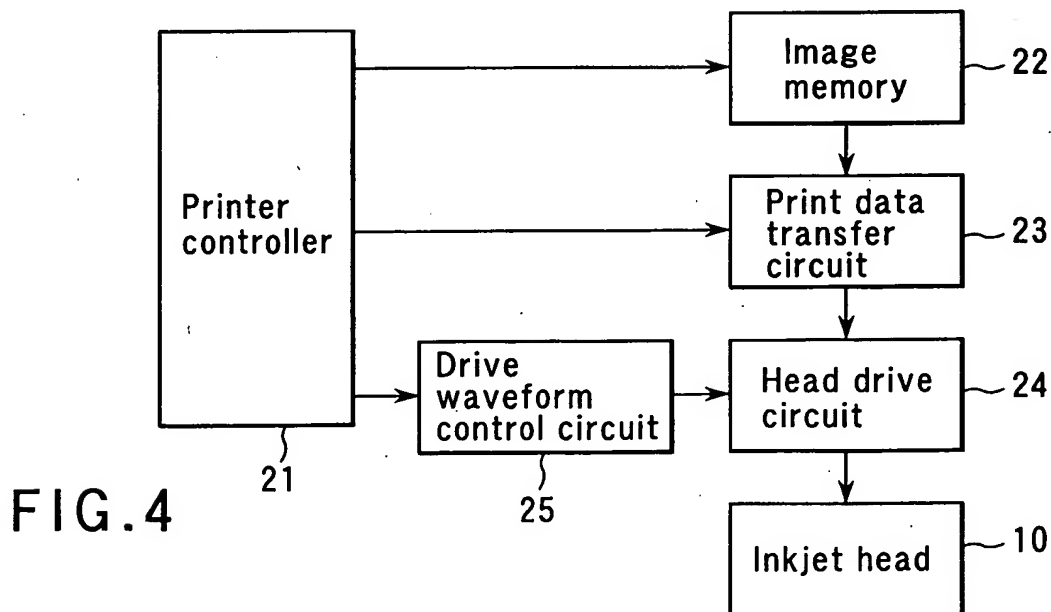 Image
memory
22
Printer
controller
Print data
transfer
circuit
23
Drive
waveform
control circuit
Head drive
circuit
24
21
25
FIG.4
Inkjet head
10